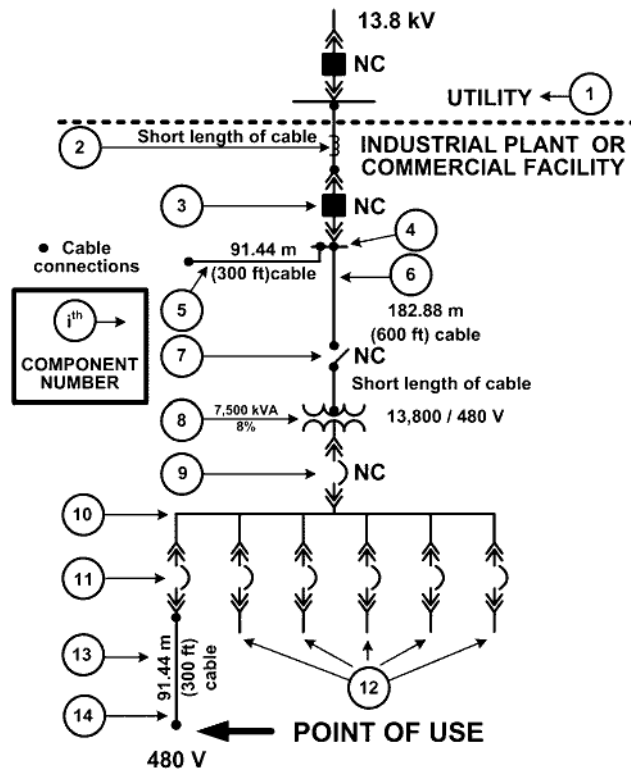 13.8 kV
NC
UTILITY
1
2
Short length of cable
INDUSTRIAL PLANT OR
COMMERCIAL FACILITY
3
NC
4
Cable
connections
91.44 m
(300 ft)cable
5
6
182.88 m
(600 ft) cable
ith
COMPONENT
NUMBER
7
NC
Short length of cable
8
7,500 kVA
8%
13,800 / 480 V
9
NC
10
11
12
13
91.44 m
(300 ft)
cable
14
POINT OF USE
480 V